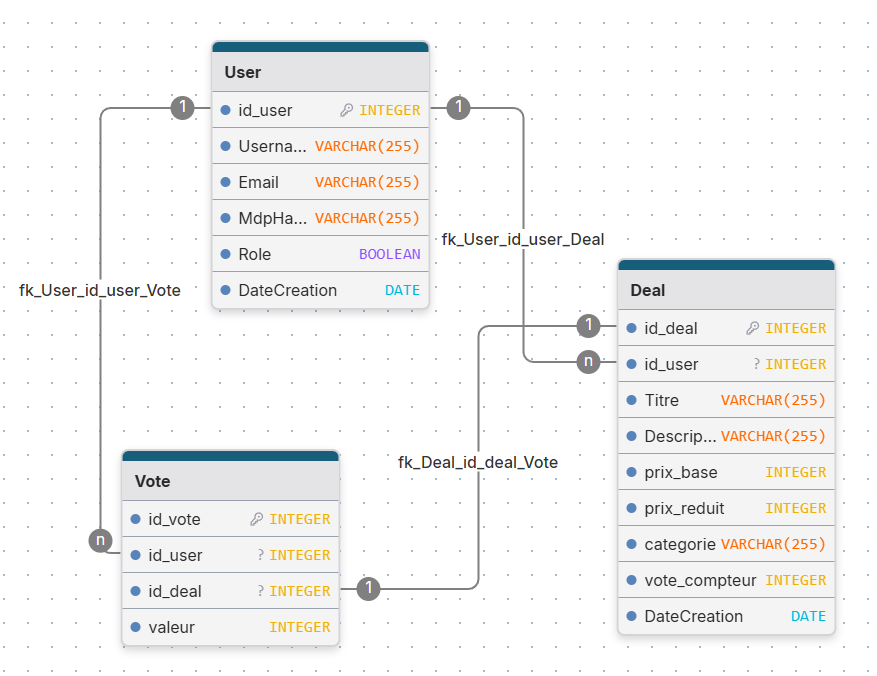 User
1
id_user INTEGER
1
Userna... VARCHAR(255)
Email VARCHAR(255)
MdpHa... VARCHAR(255)
Role BOOLEAN
DateCreation DATE
fk_User_id_user_Deal
fk_User_id_user_Vote
Deal
1
id_deal INTEGER
n
id_user ? INTEGER
Titre VARCHAR(255)
Descrip... VARCHAR(255)
prix_base INTEGER
prix_reduit INTEGER
categorie VARCHAR(255)
vote_compteur INTEGER
DateCreation DATE
fk_Deal_id_deal_Vote
Vote
id_vote INTEGER
n
id_user ? INTEGER
id_deal ? INTEGER
1
valeur INTEGER